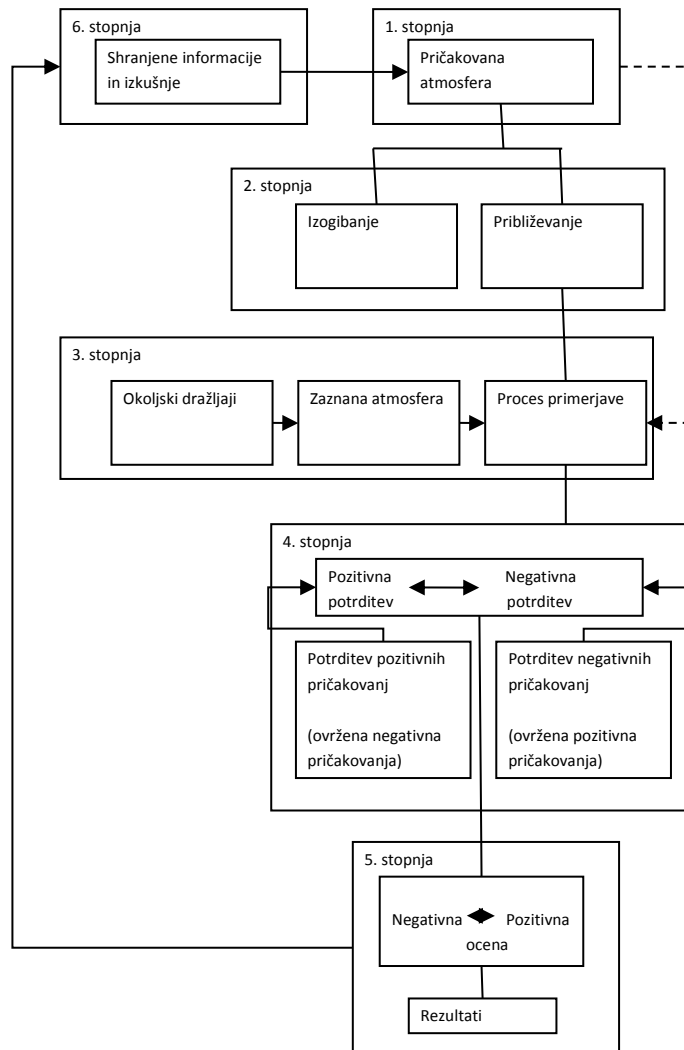 6. stopnja
Shranjene informacije
in izkušnje
1. stopnja
Pričakovana
atmosfera
2. stopnja
Izogibanje
Približevanje
3. stopnja
Okoljski dražljaji
Zaznana atmosfera
Proces primerjave
4. stopnja
Pozitivna
potrditev
Negativna
potrditev
Potrditev pozitivnih
pričakovanj
(ovržena negativna
pričakovanja)
Potrditev negativnih
pričakovanj
(ovržena pozitivna
pričakovanja)
5. stopnja
Negativna Pozitivna
ocena
Rezultati